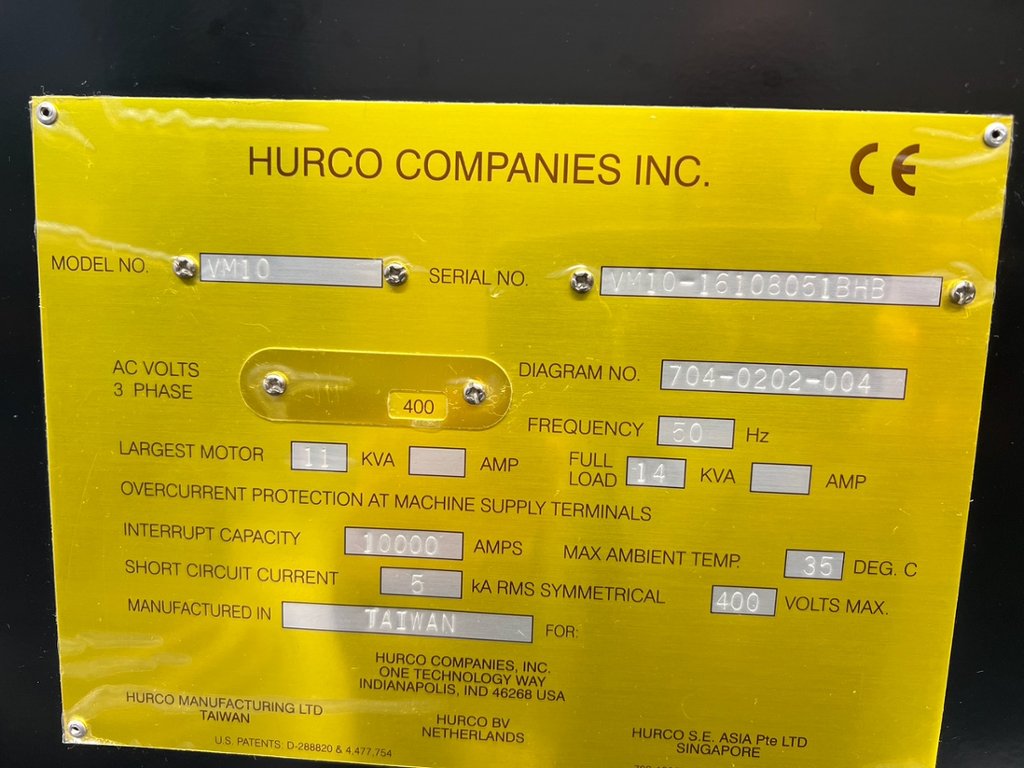 HURCO COMPANIES INC. CE
MODEL NO. VM10 SERIAL NO. VM10-16108051BHB
AC VOLTS
3 PHASE
400
DIAGRAM NO. 704-0202-004
FREQUENCY 50 Hz
LARGEST MOTOR 11 KVA AMP
FULL
LOAD 14 KVA AMP
OVERCURRENT PROTECTION AT MACHINE SUPPLY TERMINALS
INTERRUPT CAPACITY 10000 AMPS MAX AMBIENT TEMP. 35 DEG. C
SHORT CIRCUIT CURRENT 5 kA RMS SYMMETRICAL 400 VOLTS MAX.
MANUFACTURED IN TAIWAN FOR:
HURCO COMPANIES, INC.
ONE TECHNOLOGY WAY
INDIANAPOLIS, IND 46268 USA
HURCO MANUFACTURING LTD
TAIWAN
HURCO BV
NETHERLANDS
HURCO S.E. ASIA Pte LTD
SINGAPORE
U.S. PATENTS: D-288820 & 4,477,754